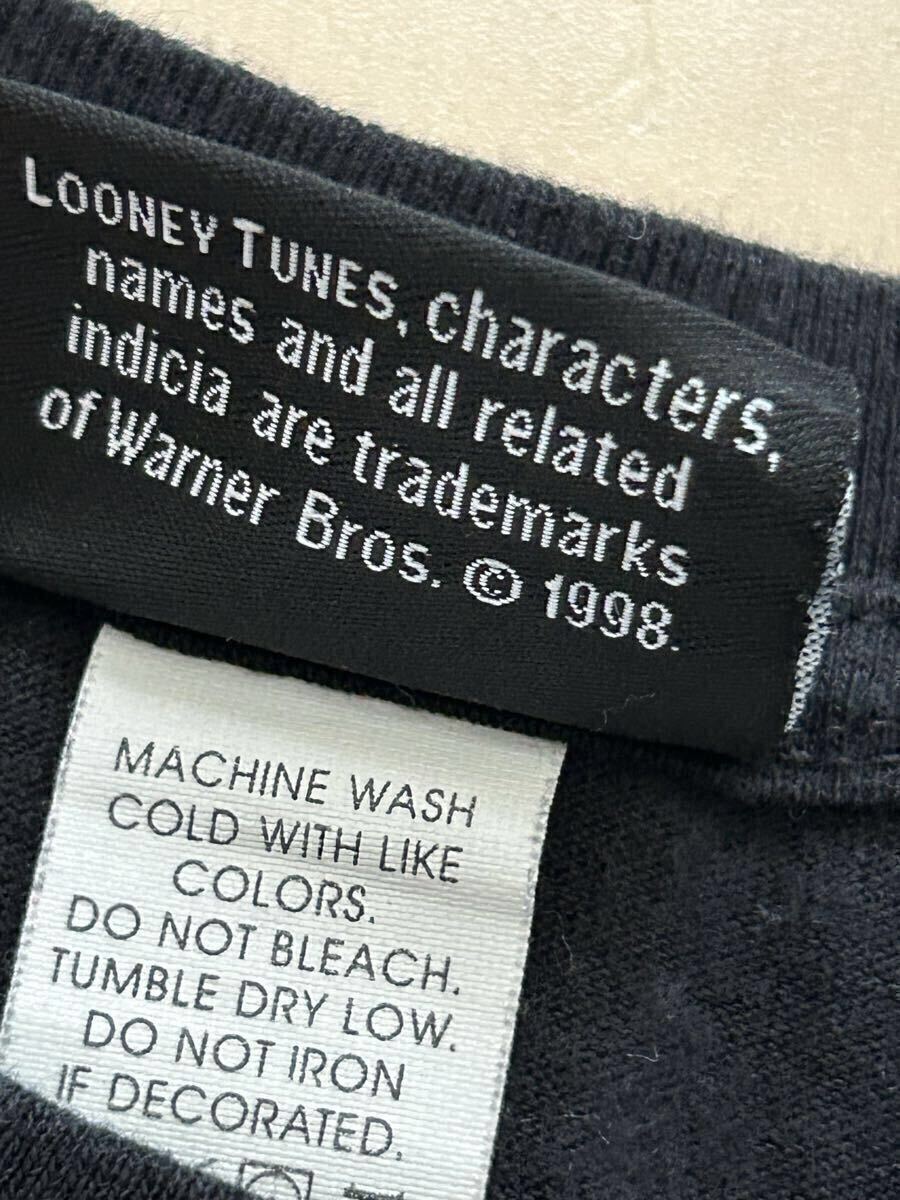 LOONEY TUNES, characters,
names and all related
indicia are trademarks
of Warner Bros. © 1998.
MACHINE WASH
COLD WITH LIKE
COLORS.
DO NOT BLEACH.
TUMBLE DRY LOW.
DO NOT IRON
IF DECORATED.